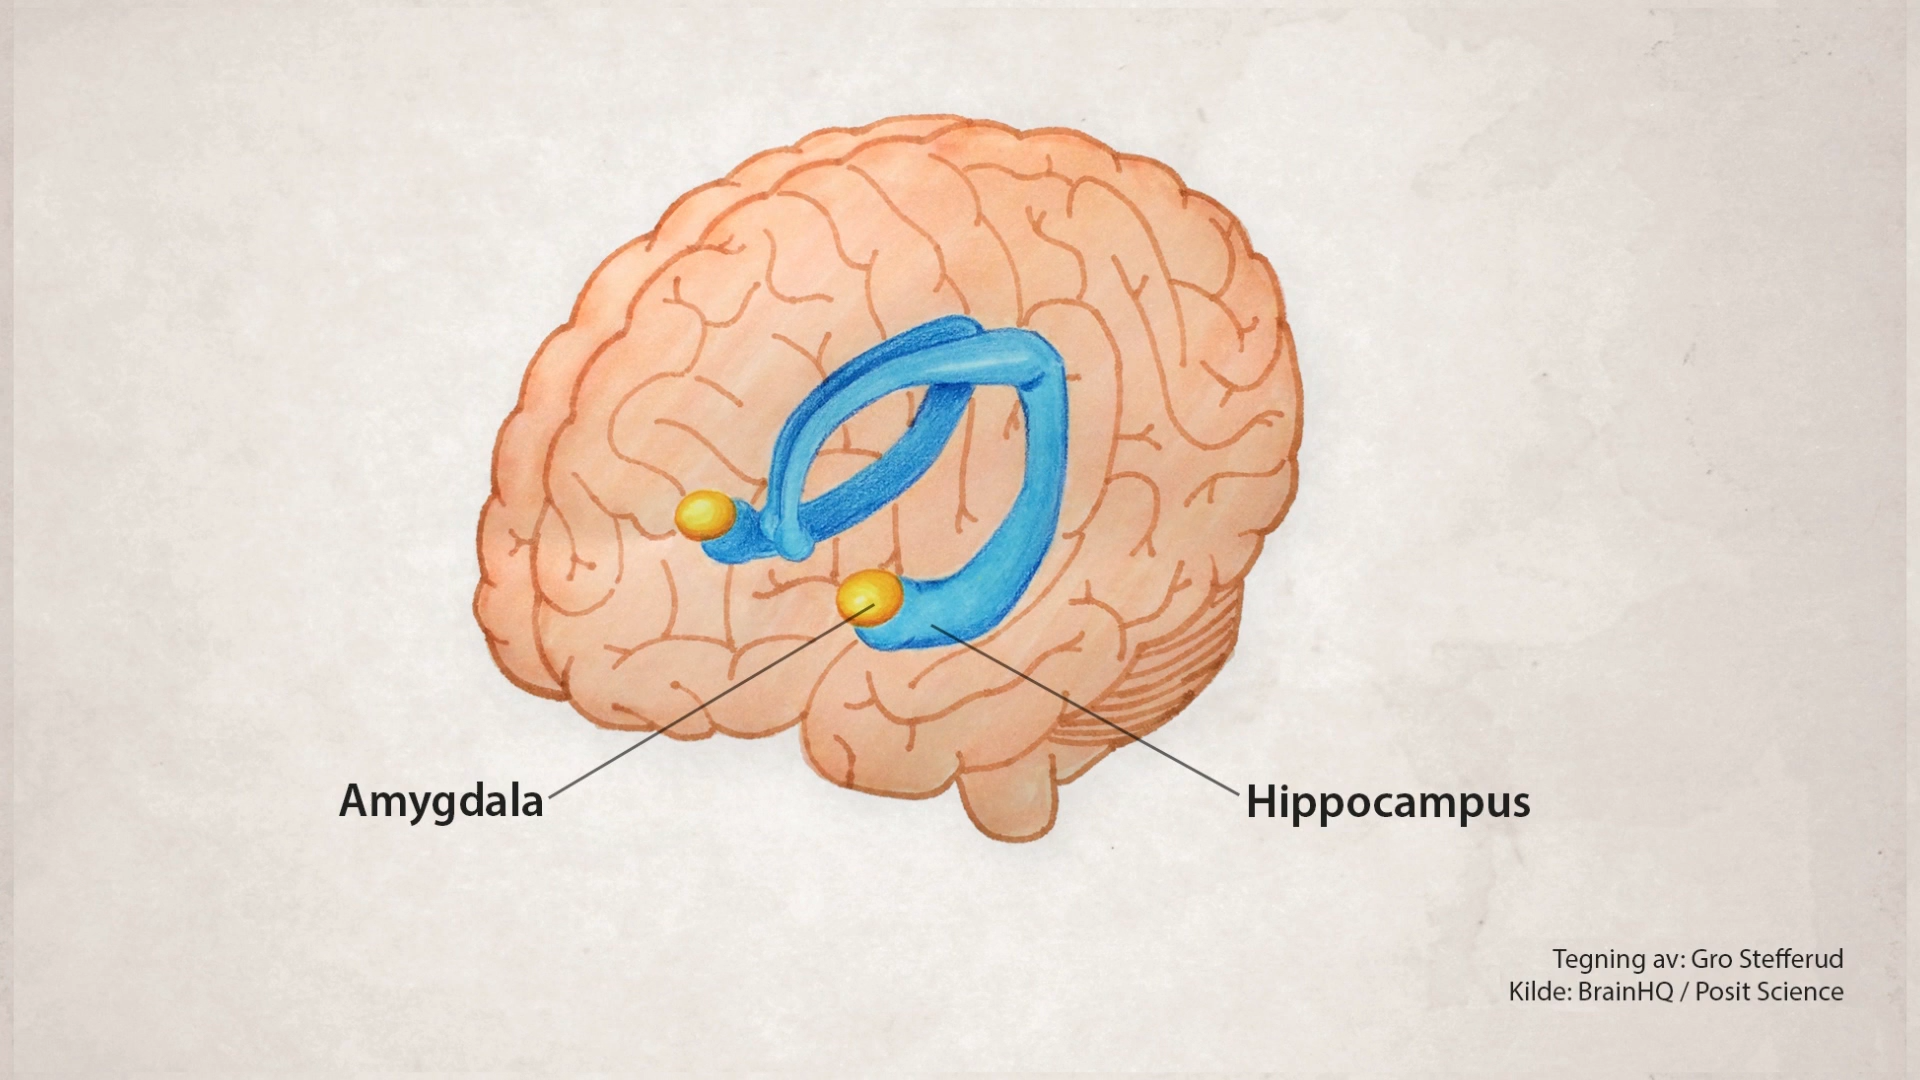 Amygdala
Hippocampus
Tegning av: Gro Stefferud
Kilde: BrainHQ / Posit Science